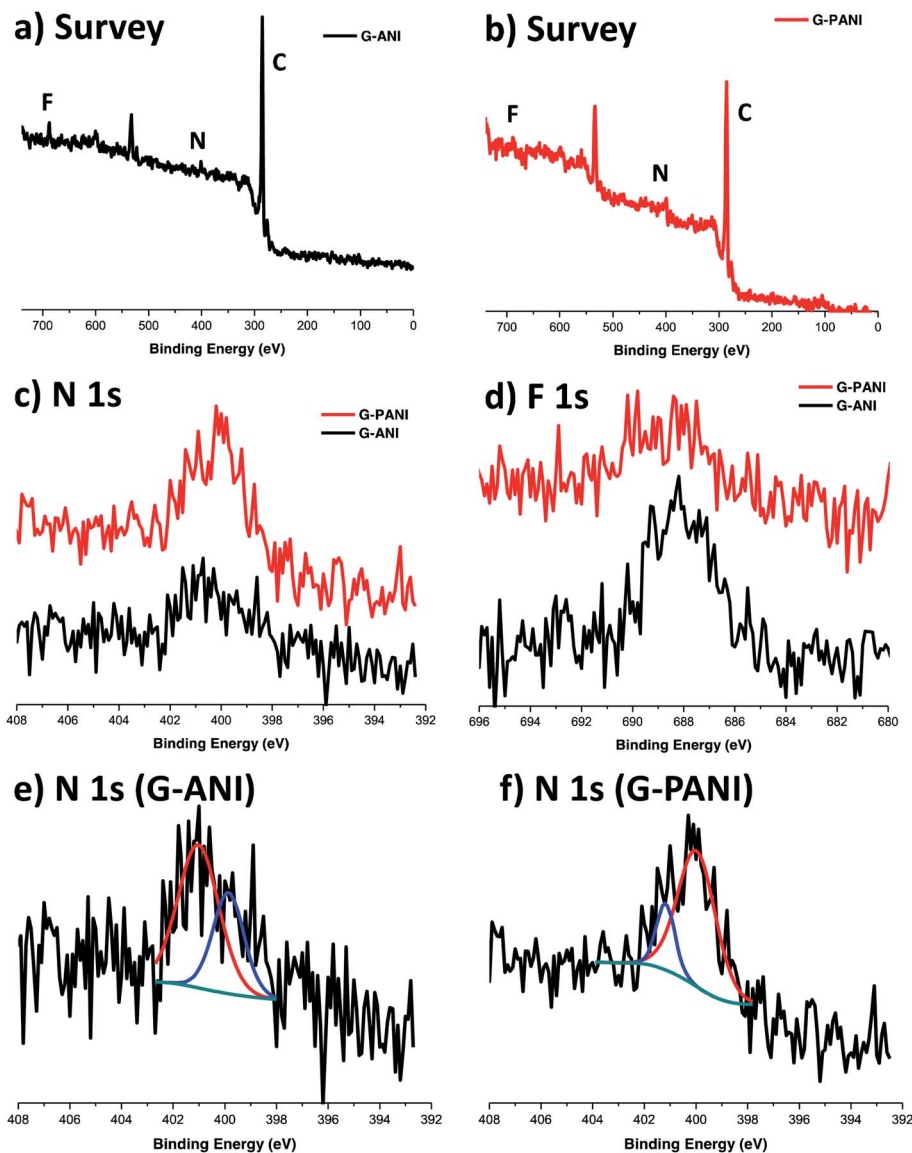 a) Survey
G-ANI
C
F
N
700 600 500 400 300 200 100 0
Binding Energy (eV)
b) Survey
G-PANI
C
F
N
700 600 500 400 300 200 100 0
Binding Energy (eV)
c) N 1s
G-PANI
G-ANI
408 406 404 402 400 398 396 394 392
Binding Energy (eV)
d) F 1s
G-PANI
G-ANI
696 694 692 690 688 686 684 682 680
Binding Energy (eV)
e) N 1s (G-ANI)
408 406 404 402 400 398 396 394 392
Binding Energy (eV)
f) N 1s (G-PANI)
408 406 404 402 400 398 396 394 392
Binding Energy (eV)